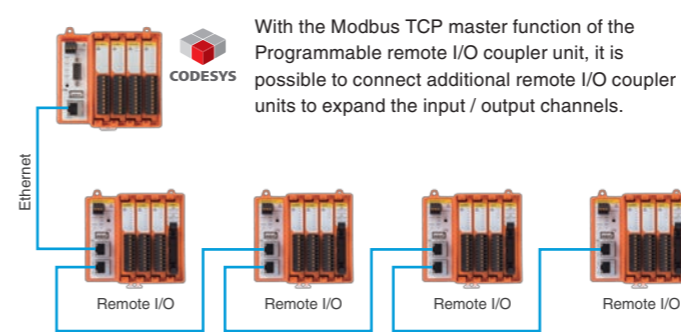 With the Modbus TCP master function of the
Programmable remote I/O coupler unit, it is
possible to connect additional remote I/O coupler
units to expand the input / output channels.
CODESYS
Ethernet
Remote I/O
Remote I/O
Remote I/O
Remote I/O